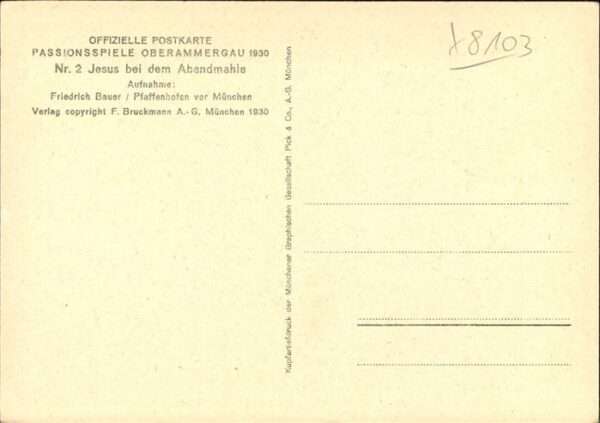 OFFIZIELLE POSTKARTE
PASSIONSSPIELE OBERAMMERGAU 1930
Nr. 2 Jesus bei dem Abendmahle
Aufnahme:
Friedrich Bauer / Pfaffenhofen vor München
Verlag copyright F. Bruckmann A.-G. München 1930
Kupfertiefdruck der Münchener Graphischen Gesellschaft Pick & Co., A.-G. München
8103